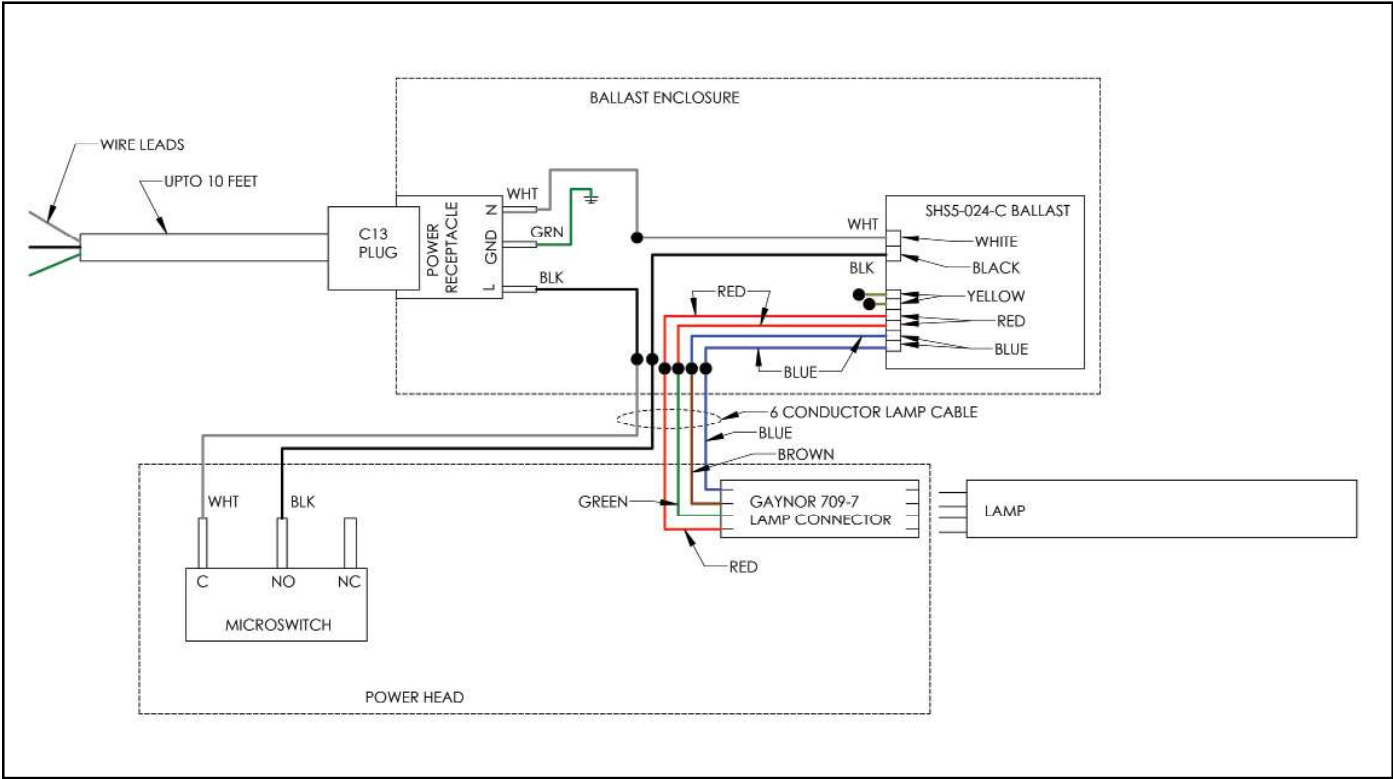 BALLAST ENCLOSURE
WIRE LEADS
UPTO 10 FEET
C13
PLUG
POWER
RECEPTACLE
N
GND
L
WHT
GRN
BLK
WHT
BLK
SHS5-024-C BALLAST
WHITE
BLACK
YELLOW
RED
BLUE
RED
BLUE
6 CONDUCTOR LAMP CABLE
BLUE
BROWN
GREEN
RED
GAYNOR 709-7
LAMP CONNECTOR
LAMP
WHT
BLK
C
NO
NC
MICROSWITCH
POWER HEAD